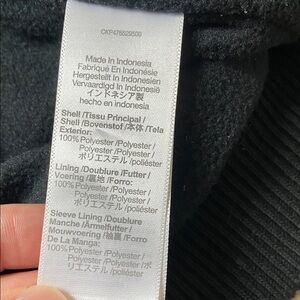 CKP476529500
Made In Indonesia
Fabriqué En Indonésie
Hergestellt In Indonesien
Vervaardigd In Indonesië
インドネシア製
hecho en indonesia
Shell /Tissu Principal /
Shell /Bovenstof /本体 /Tela
Exterior:
100%Polyester /Polyester /
Polyester /Polyester /
ポリエステル /poliéster
Lining /Doublure /Futter /
Voering /裏地 /Forro:
100%Polyester /Polyester /
Polyester /Polyester /
ポリエステル /poliéster
Sleeve Lining /Doublure
Manche /Ärmelfutter /
Mouwvoering /袖裏 /Forro
De La Manga:
100%Polyester /Polyester /
Polyester /Polyester /ポ
リエステル /poliéster